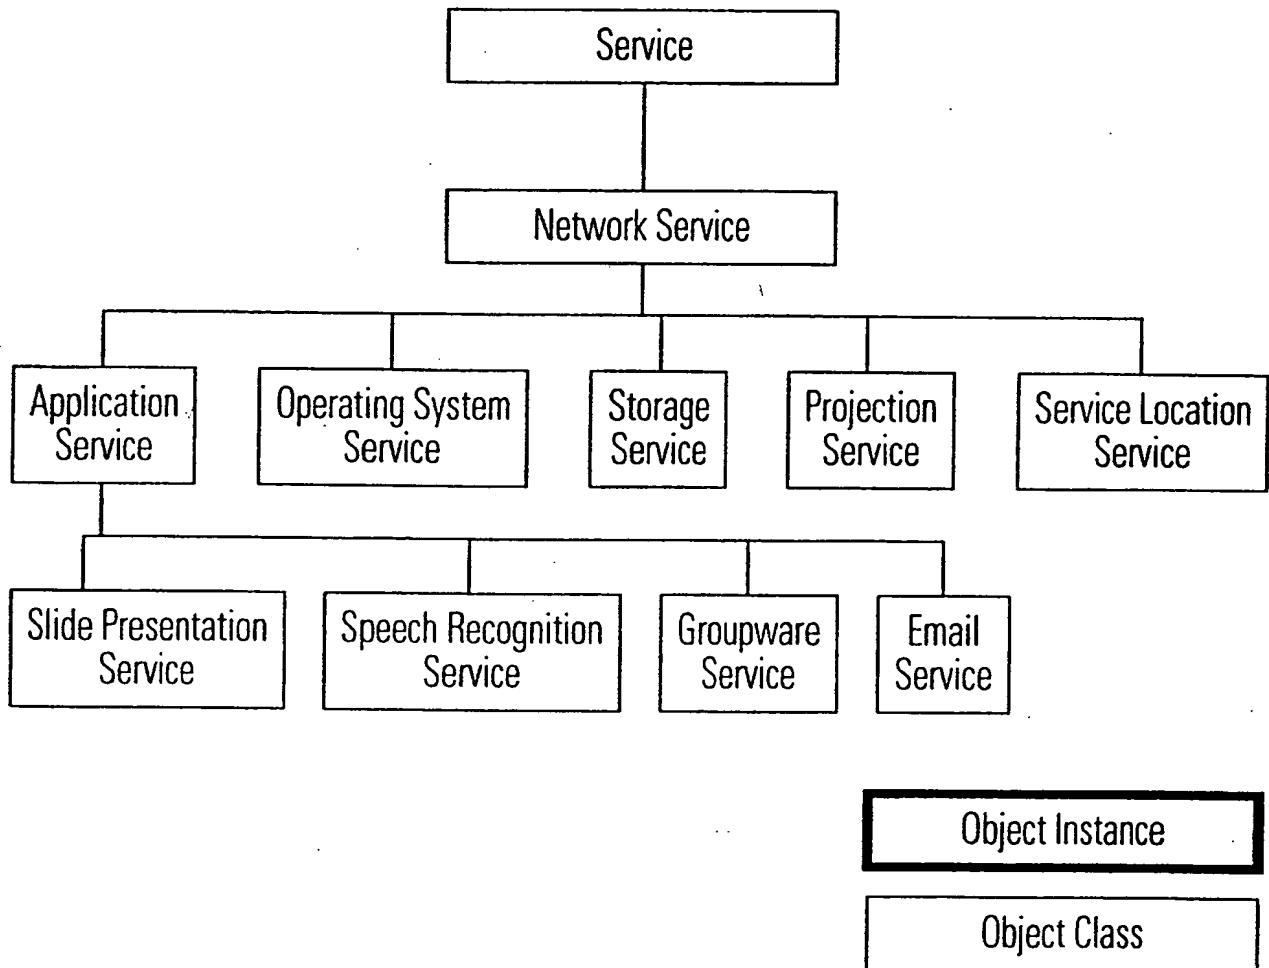 Service
Network Service
Application
Service
Operating System
Service
Storage
Service
Projection
Service
Service Location
Service
Slide Presentation
Service
Speech Recognition
Service
Groupware
Service
Email
Service
Object Instance
Object Class